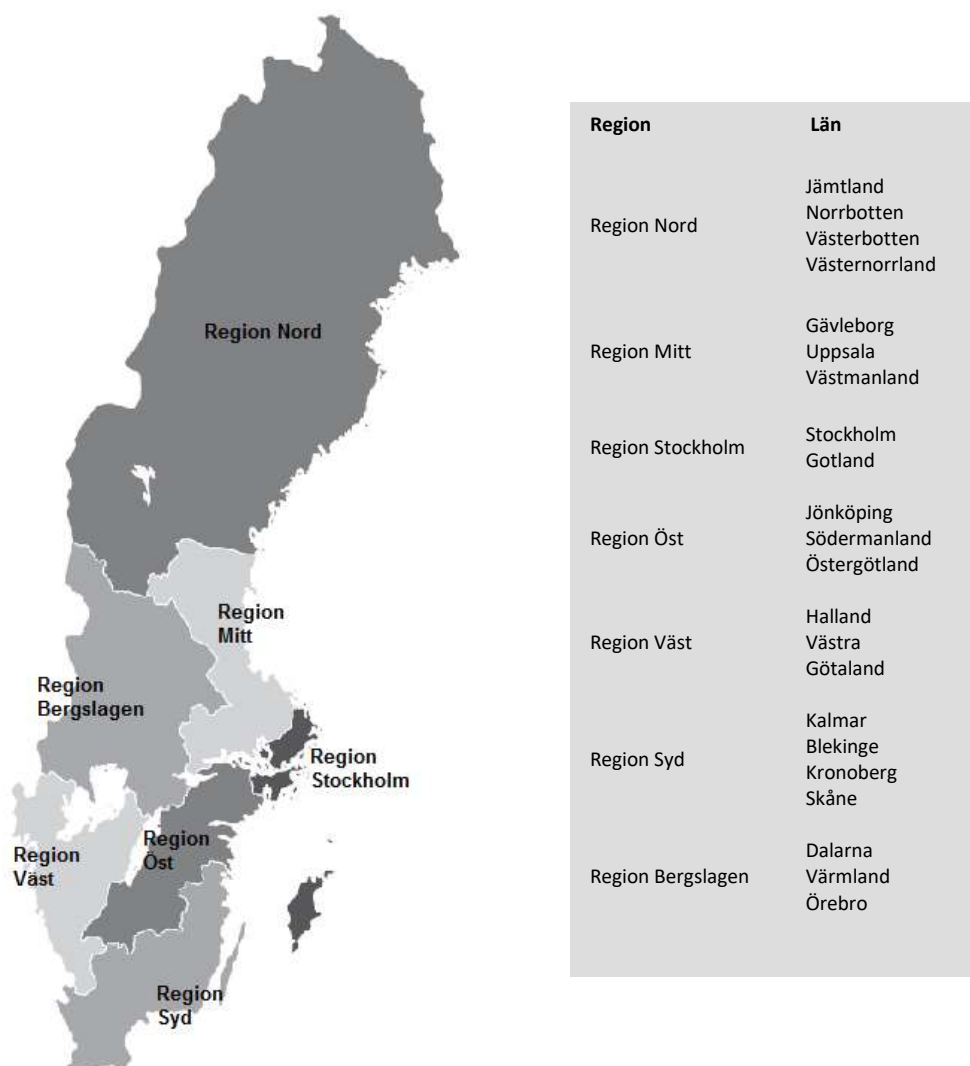 Region Nord
Region
Mitt
Region
Bergslagen
Region
Stockholm
Region
Öst
Region
Väst
Region
Syd
Region Län
Region Nord
Jämtland
Norrbotten
Västerbotten
Västernorrland
Region Mitt
Gävleborg
Uppsala
Västmanland
Region Stockholm
Stockholm
Gotland
Region Öst
Jönköping
Södermanland
Östergötland
Region Väst
Halland
Västra
Götaland
Region Syd
Kalmar
Blekinge
Kronoberg
Skåne
Region Bergslagen
Dalarna
Värmland
Örebro